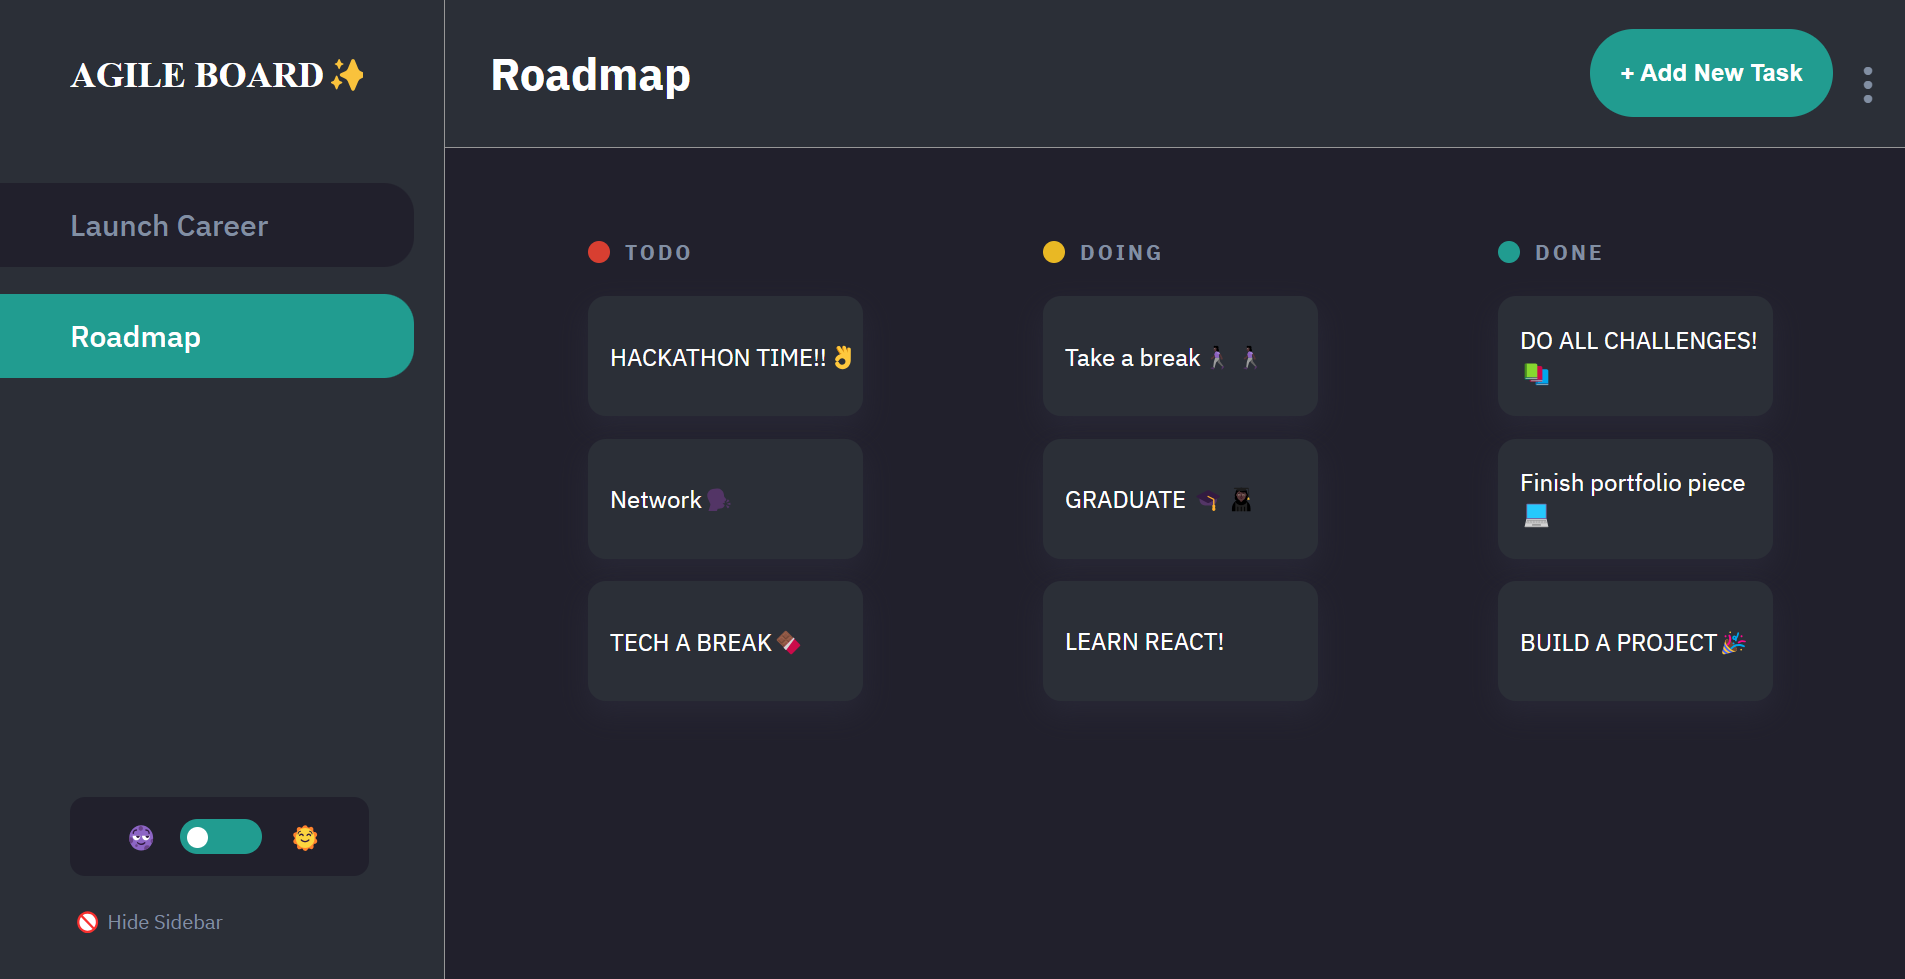 AGILE BOARD✨
Roadmap
+ Add New Task
Launch Career
Roadmap
TODO
HACKATHON TIME!! 👌
Network 🗣
TECH A BREAK 🍫
DOING
Take a break 🚶🏿‍♀️ 🚶🏿‍♀️
GRADUATE 🎓 👩🏿‍🎓
LEARN REACT!
DONE
DO ALL CHALLENGES!
📚
Finish portfolio piece
💻
BUILD A PROJECT 🎉
🚫 Hide Sidebar